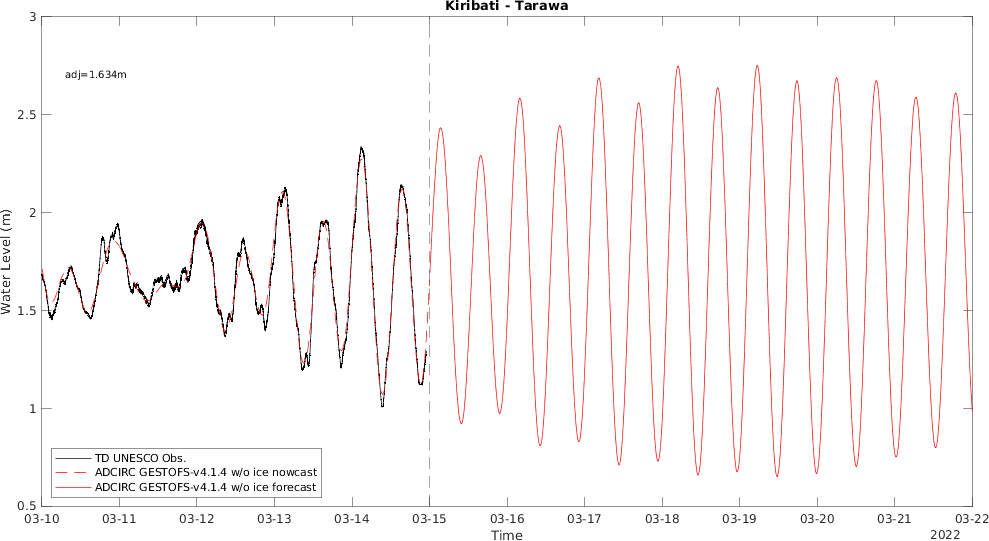 Kiribati - Tarawa
3
adj=1.634m
2.5
2
Water Level (m)
1.5
1
TD UNESCO Obs.
ADCIRC GESTOFS-v4.1.4 w/o ice nowcast
ADCIRC GESTOFS-v4.1.4 w/o ice forecast
0.5
03-10 03-11 03-12 03-13 03-14 03-15 03-16 03-17 03-18 03-19 03-20 03-21 03-22
Time
2022